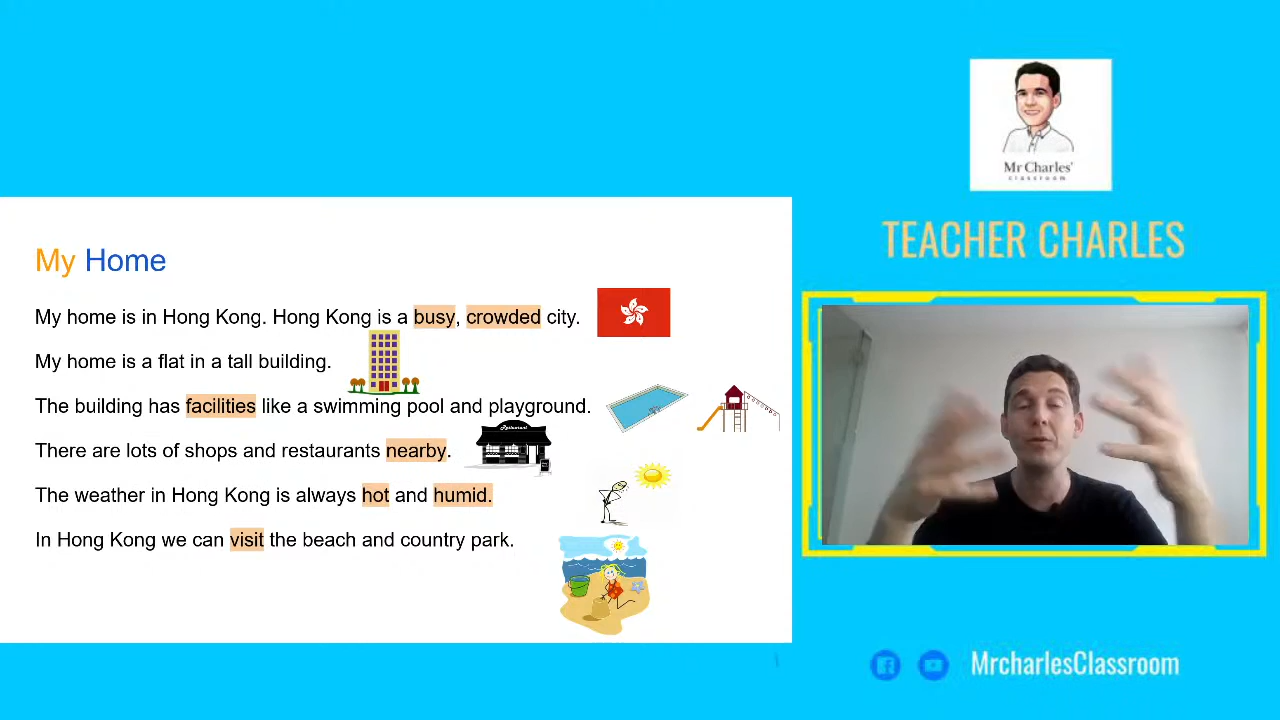 Mr Charles'
classroom
TEACHER CHARLES
My Home
My home is in Hong Kong. Hong Kong is a busy, crowded city.
My home is a flat in a tall building.
The building has facilities like a swimming pool and playground.
Restaurant
There are lots of shops and restaurants nearby.
The weather in Hong Kong is always hot and humid.
In Hong Kong we can visit the beach and country park.
MrcharlesClassroom